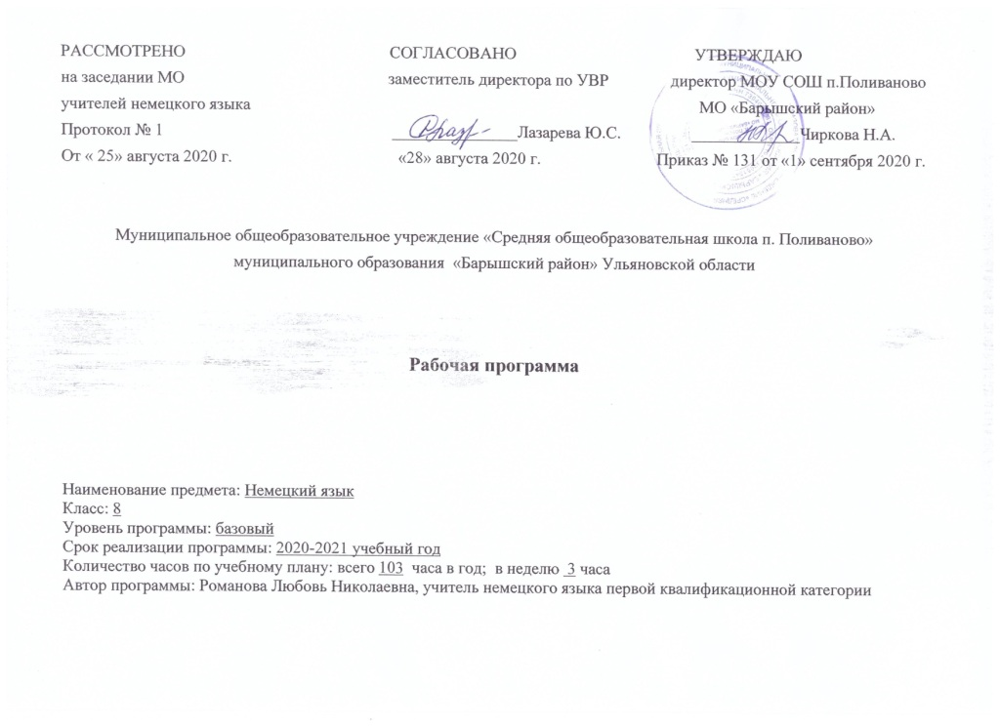 РАССМОТРЕНО
на заседании МО
учителей немецкого языка
Протокол № 1
От « 25» августа 2020 г.
СОГЛАСОВАНО
заместитель директора по УВР
_______________Лазарева Ю.С.
«28» августа 2020 г.
УТВЕРЖДАЮ
директор МОУ СОШ п.Поливаново
МО «Барышский район»
_____________Чиркова Н.А.
Приказ № 131 от «1» сентября 2020 г.
Муниципальное общеобразовательное учреждение «Средняя общеобразовательная школа п. Поливаново»
муниципального образования «Барышский район» Ульяновской области
Рабочая программа
Наименование предмета: Немецкий язык
Класс: 8
Уровень программы: базовый
Срок реализации программы: 2020-2021 учебный год
Количество часов по учебному плану: всего 103 часа в год; в неделю 3 часа
Автор программы: Романова Любовь Николаевна, учитель немецкого языка первой квалификационной категории